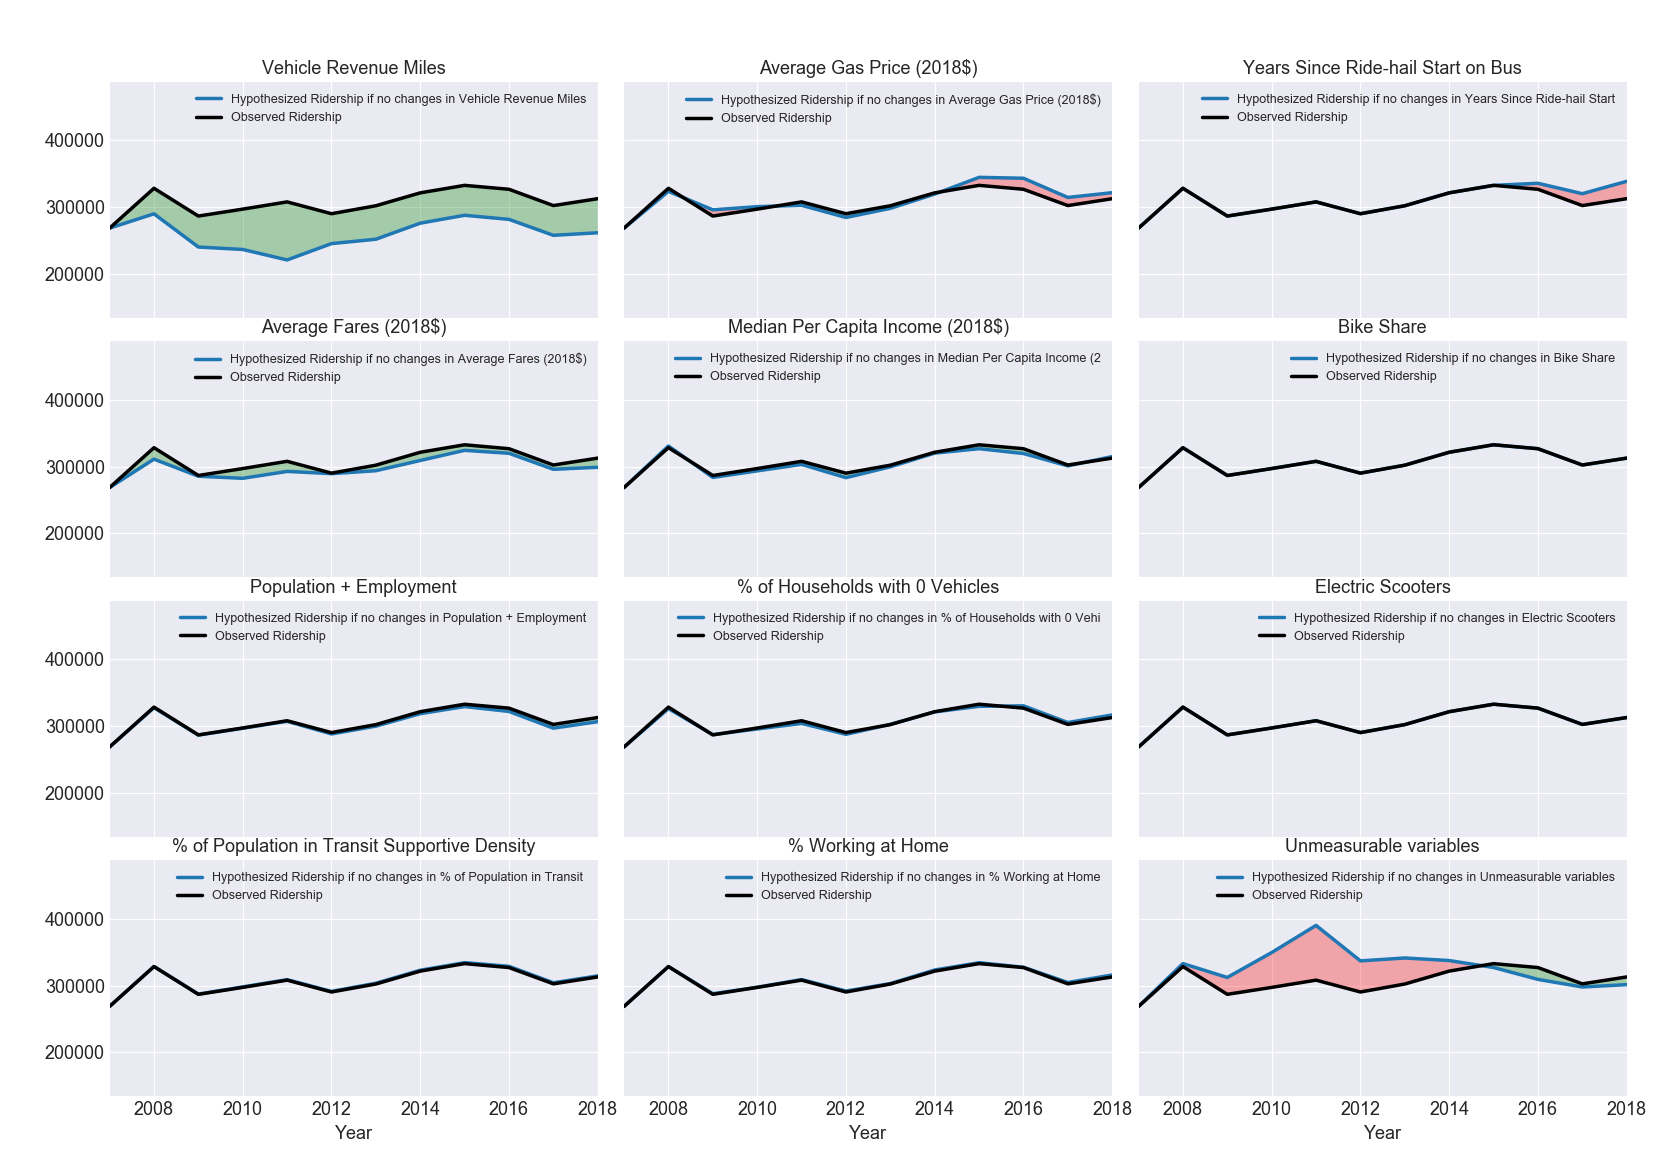 Vehicle Revenue Miles
Hypothesized Ridership if no changes in Vehicle Revenue Miles
Observed Ridership
400000
300000
200000
Average Gas Price (2018$)
Hypothesized Ridership if no changes in Average Gas Price (2018$)
Observed Ridership
Years Since Ride-hail Start on Bus
Hypothesized Ridership if no changes in Years Since Ride-hail Start
Observed Ridership
Average Fares (2018$)
Hypothesized Ridership if no changes in Average Fares (2018$)
Observed Ridership
400000
300000
200000
Median Per Capita Income (2018$)
Hypothesized Ridership if no changes in Median Per Capita Income (2
Observed Ridership
Bike Share
Hypothesized Ridership if no changes in Bike Share
Observed Ridership
Population + Employment
Hypothesized Ridership if no changes in Population + Employment
Observed Ridership
400000
300000
200000
% of Households with 0 Vehicles
Hypothesized Ridership if no changes in % of Households with 0 Vehi
Observed Ridership
Electric Scooters
Hypothesized Ridership if no changes in Electric Scooters
Observed Ridership
% of Population in Transit Supportive Density
Hypothesized Ridership if no changes in % of Population in Transit
Observed Ridership
400000
300000
200000
2008 2010 2012 2014 2016 2018
Year
% Working at Home
Hypothesized Ridership if no changes in % Working at Home
Observed Ridership
2008 2010 2012 2014 2016 2018
Year
Unmeasurable variables
Hypothesized Ridership if no changes in Unmeasurable variables
Observed Ridership
2008 2010 2012 2014 2016 2018
Year